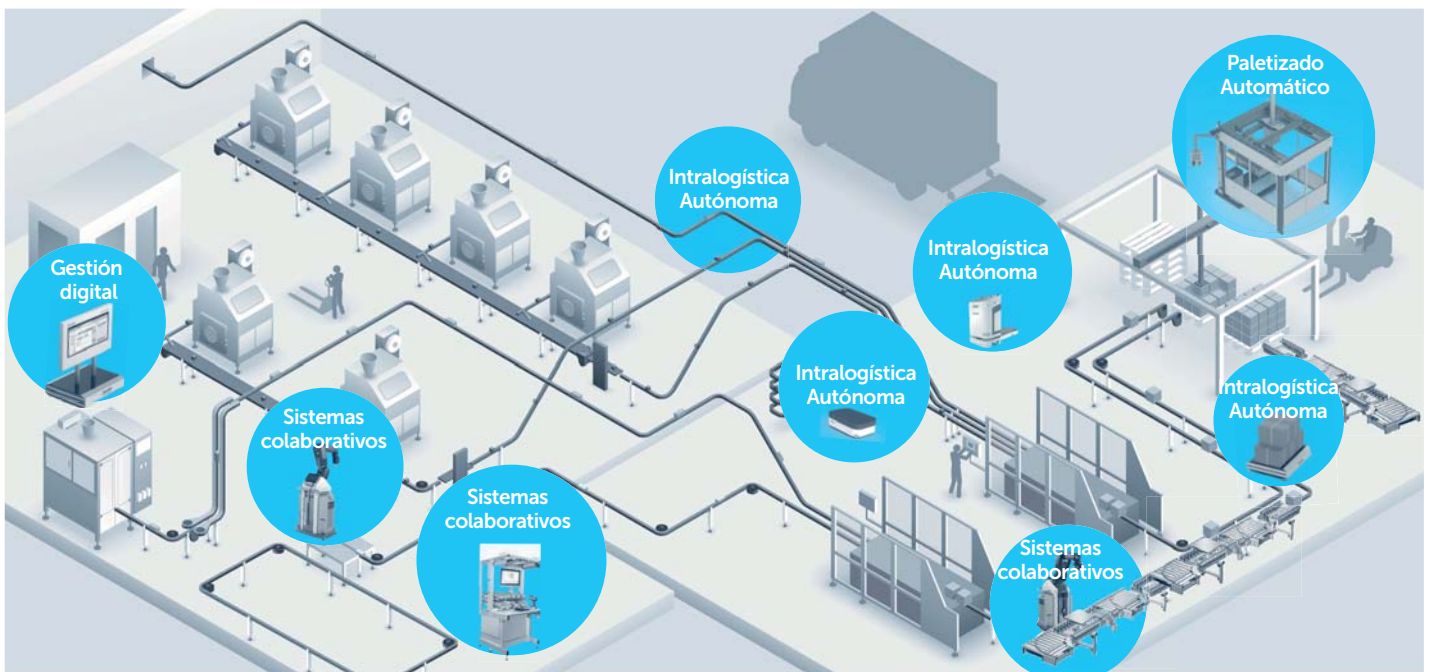 Paletizado
Automático
Intralogística
Autónoma
Intralogística
Autónoma
Gestión
digital
Intralogística
Autónoma
Intralogística
Autónoma
Sistemas
colaborativos
Sistemas
colaborativos
Sistemas
colaborativos